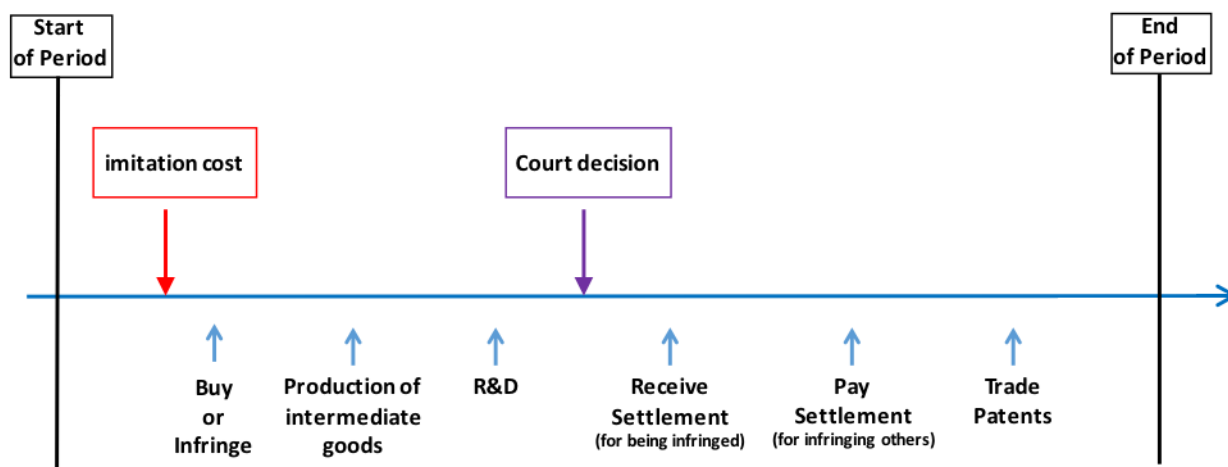 Start
of Period
End
of Period
imitation cost
Court decision
Buy
or
Infringe
Production of
intermediate
goods
R&D
Receive
Settlement
(for being infringed)
Pay
Settlement
(for infringing others)
Trade
Patents